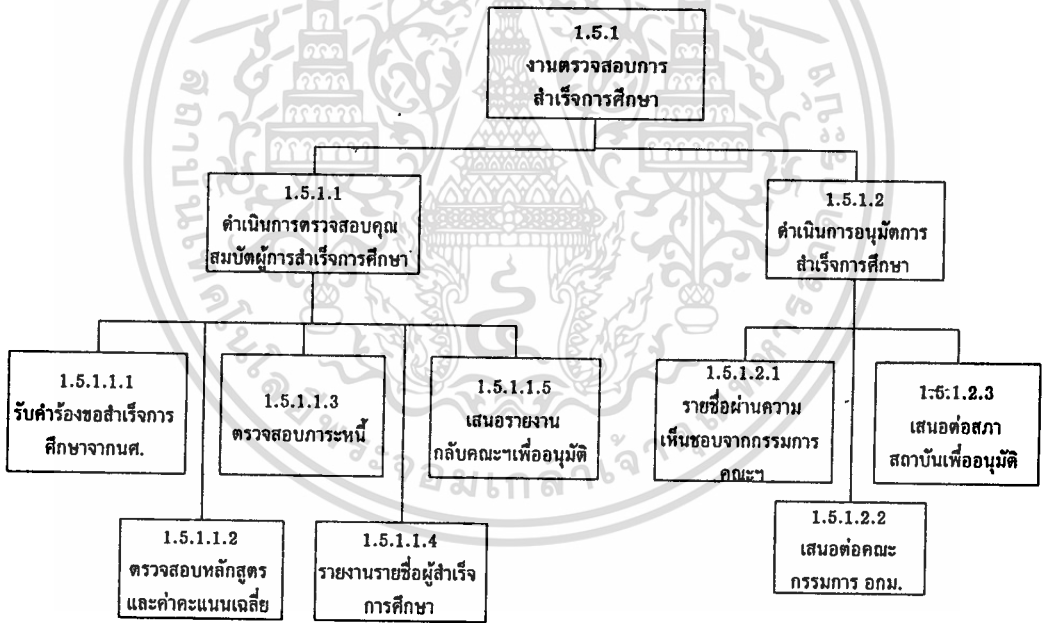 1.5.1
งานตรวจสอบการ
สำเร็จการศึกษา
1.5.1.1
ดำเนินการตรวจสอบคุณ
สมบัตผู้การสำเร็จการศึกษา
1.5.1.2
ดำเนินการอนุมัตการ
สำเร็จการศึกษา
1.5.1.1.1
รับคำร้องขอสำเร็จการ
ศึกษาจากนศ.
1.5.1.1.3
ตรวจสอบภาระหนี้
1.5.1.1.5
เสนอรายงาน
กลับคณะฯเพื่ออนุมัติ
1.5.1.2.1
รายชื่อผ่านความ
เห็นชอบจากกรรมการ
คณะฯ
1.5.1.2.3
เสนอต่อสภา
สถาบันเพื่ออนุมัติ
1.5.1.1.2
ตรวจสอบหลักสูตร
และค่าคะแนนเฉลี่ย
1.5.1.1.4
รายงานรายชื่อผู้สำเร็จ
การศึกษา
1.5.1.2.2
เสนอต่อคณะ
กรรมการ อกม.